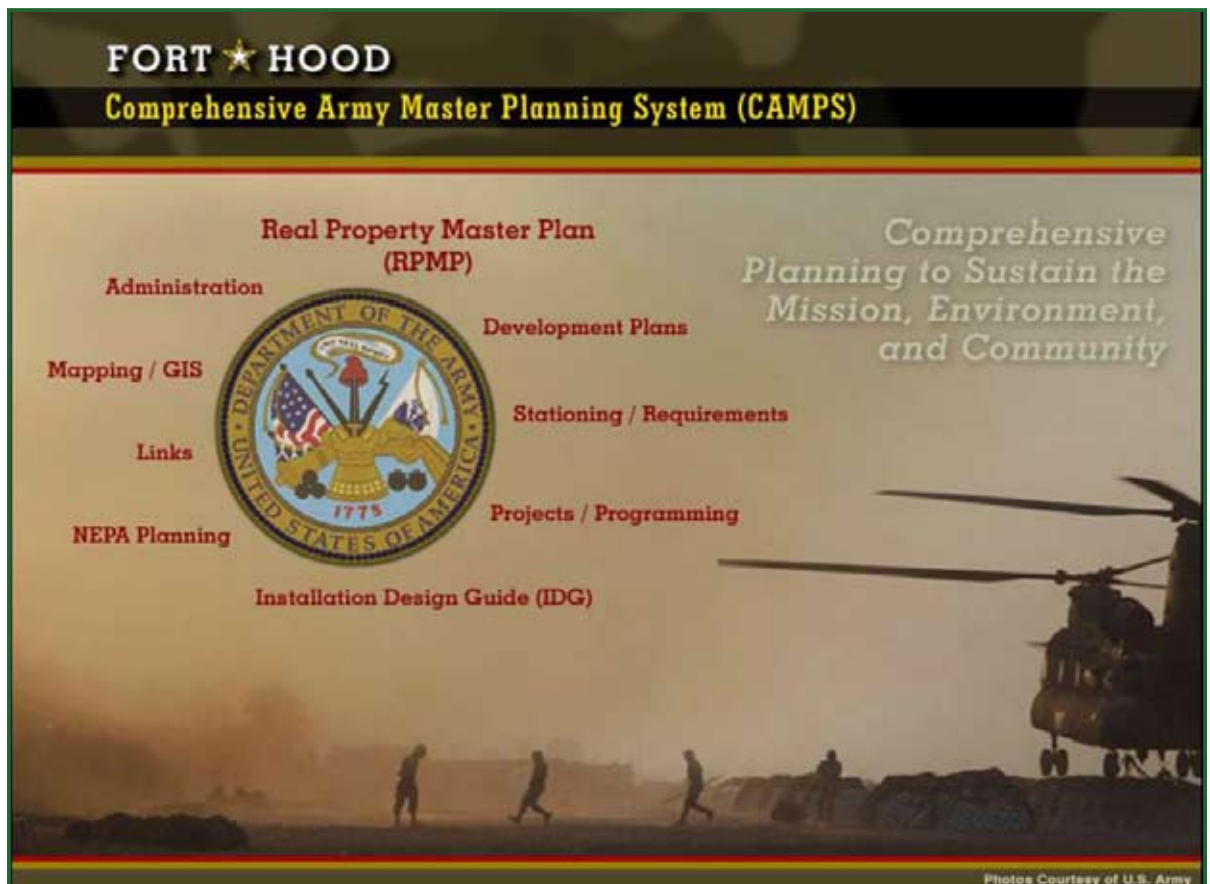 FORT HOOD
Comprehensive Army Master Planning System (CAMPS)
Real Property Master Plan
(RPMP)
Administration
Development Plans
Mapping / GIS
Stationing / Requirements
Links
Projects / Programming
NEPA Planning
Installation Design Guide (IDG)
DEPARTMENT OF THE ARMY
UNITED STATES OF AMERICA
1775
Comprehensive
Planning to Sustain the
Mission, Environment,
and Community
Photos Courtesy of U.S. Army